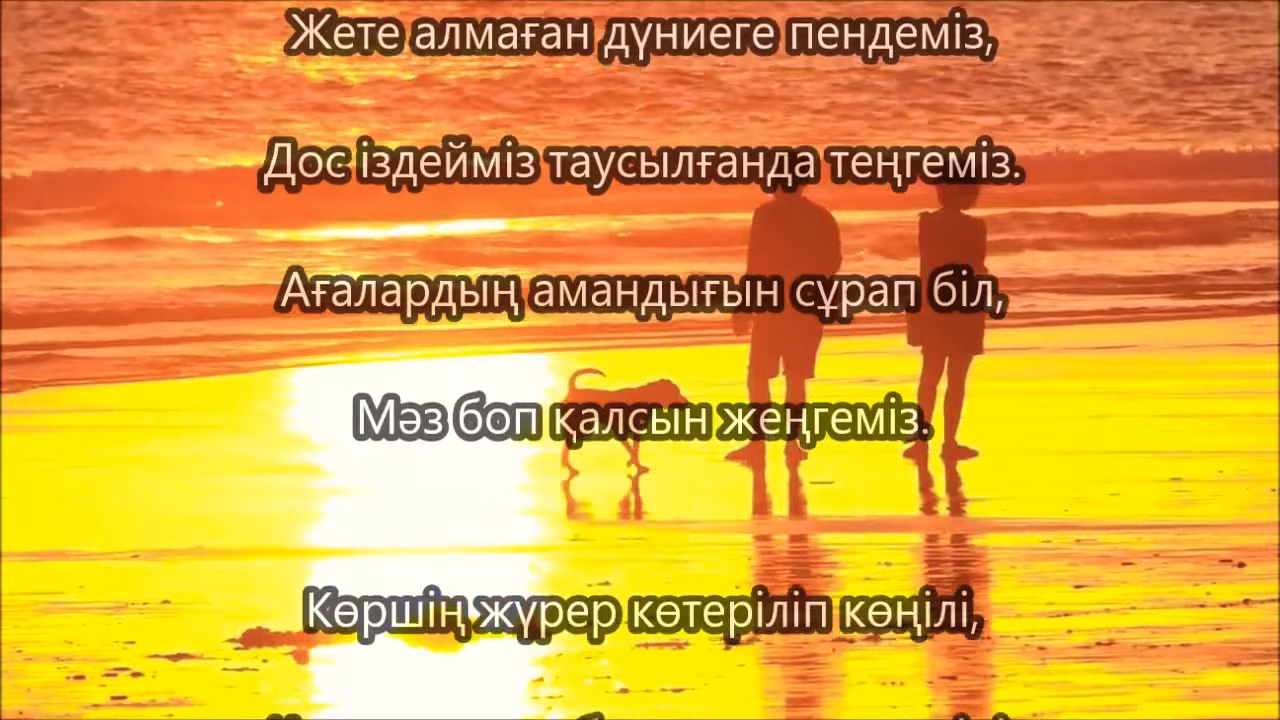 Жете алмаған дүниеге пендеміз,
Дос іздейміз таусылғанда теңгеміз.
Ағалардың амандығын сұрап біл,
Мәз боп қалсын жеңгеміз.
Көршің жүрер көтеріліп көңілі,